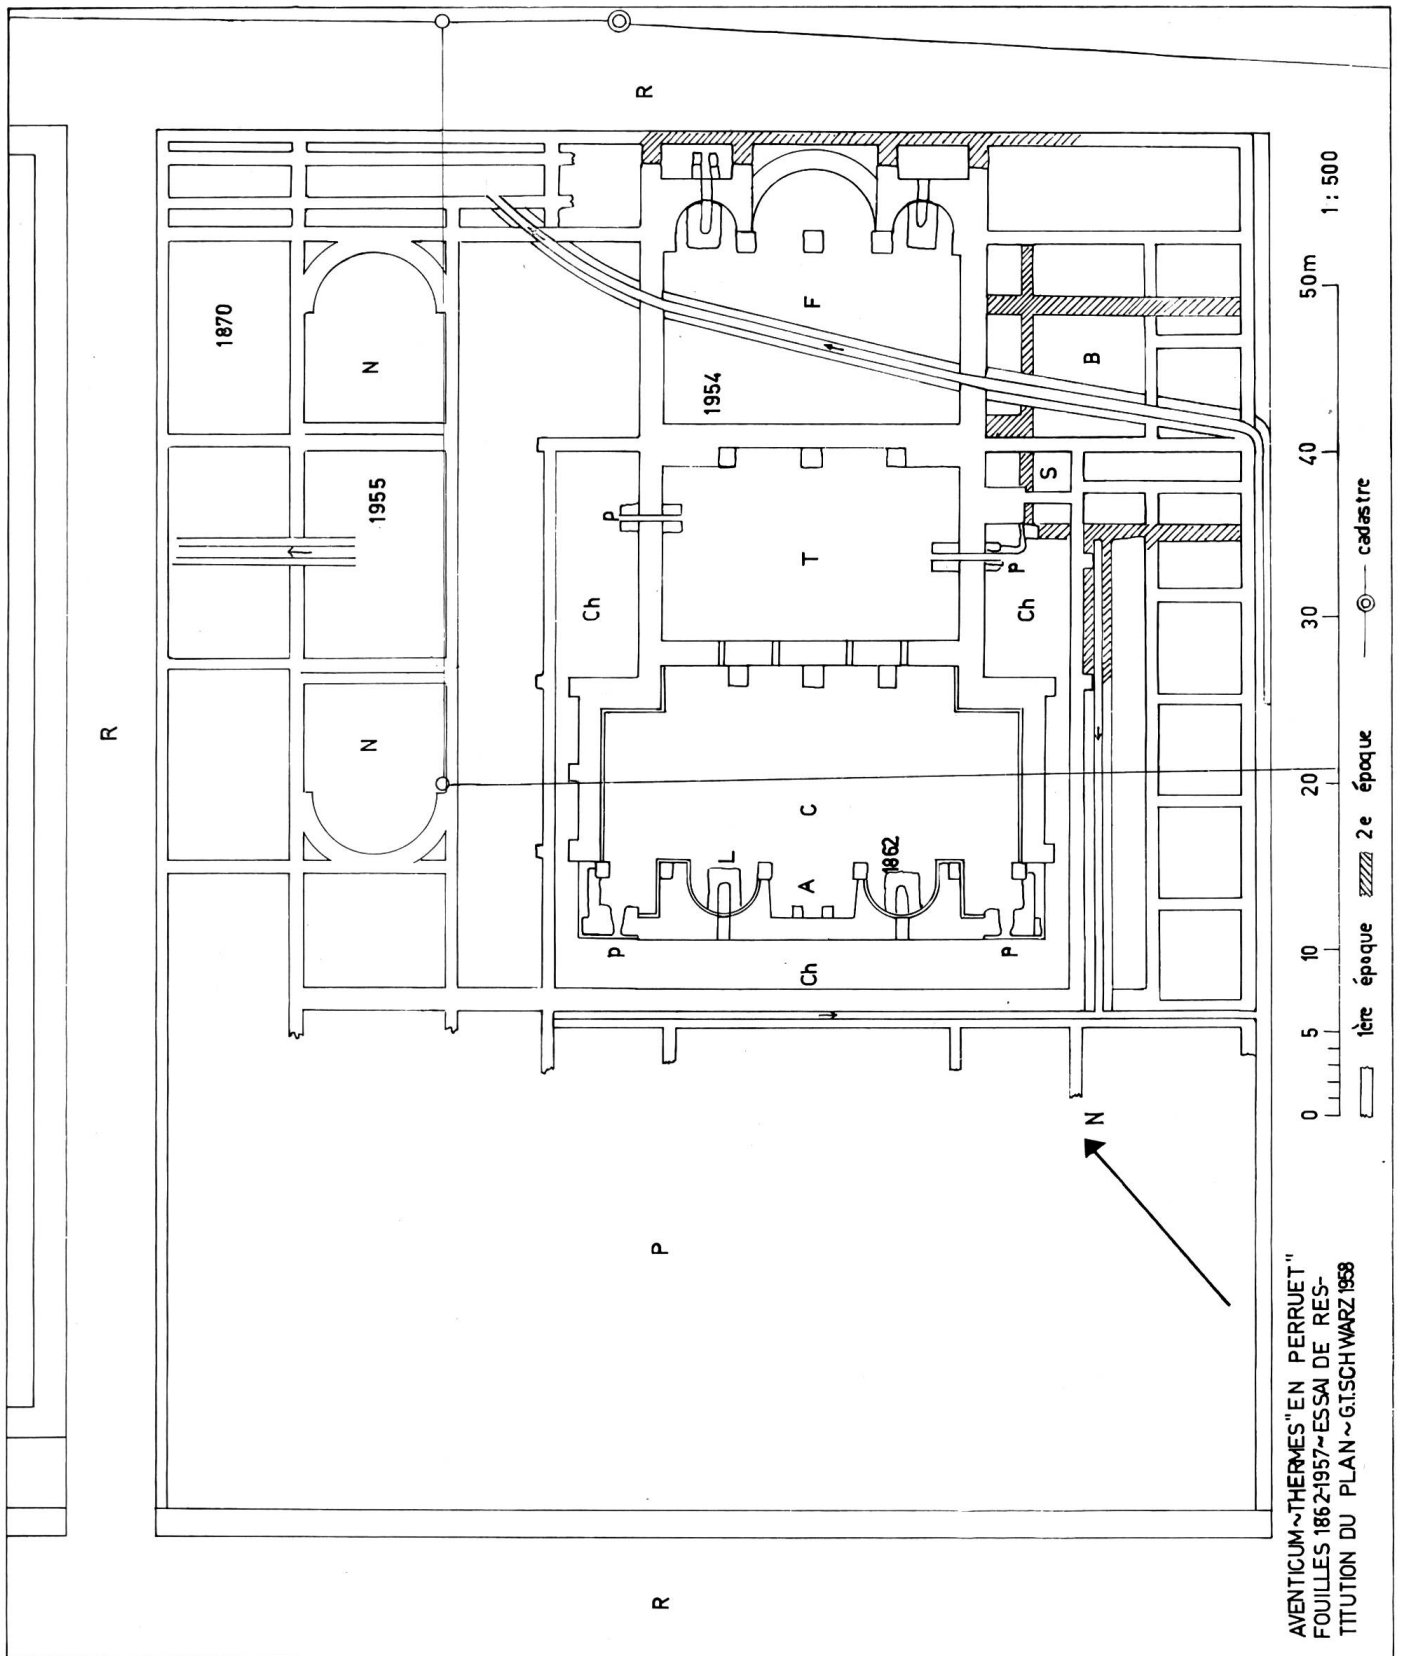 R
1870
N N
1955
Ch
P
p
R
P
R
1954
L
Ch A C T F
1862
p P
Ch
S
N B
AVENTICUM~THERMES "EN PERRUET"
FOUILLES 1862-1957~ESSAI DE RES-
TITUTION DU PLAN~G.T.SCHWARZ 1958
0 5 10 20 30 40 50m 1:500
1ère époque 2e époque cadastre